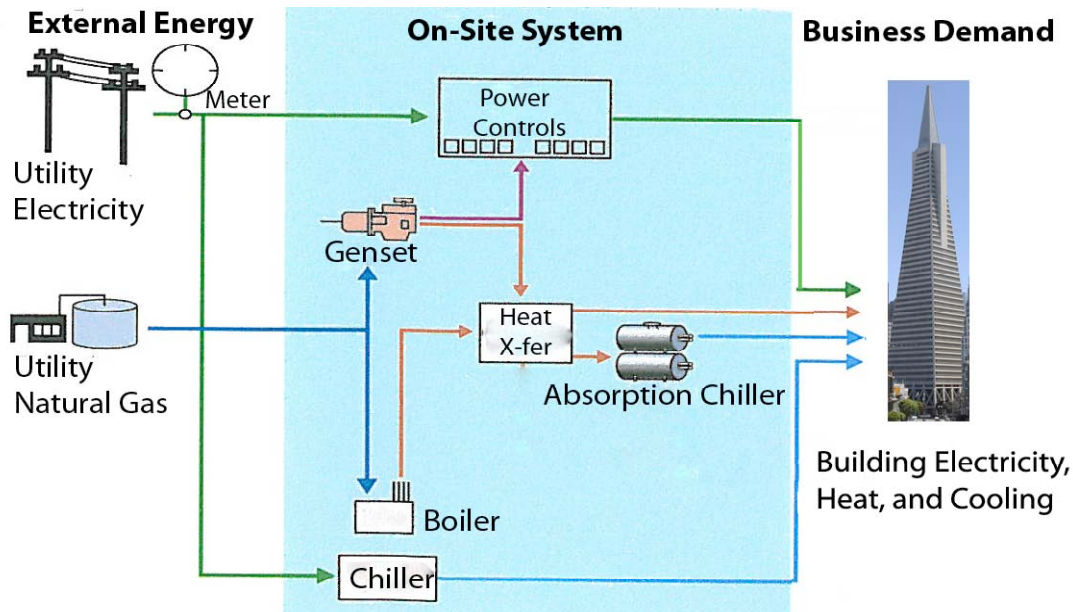 External Energy
On-Site System
Business Demand
Meter
Power
Controls
Utility
Electricity
Genset
Heat
X-fer
Utility
Natural Gas
Absorption Chiller
Building Electricity,
Heat, and Cooling
Boiler
Chiller